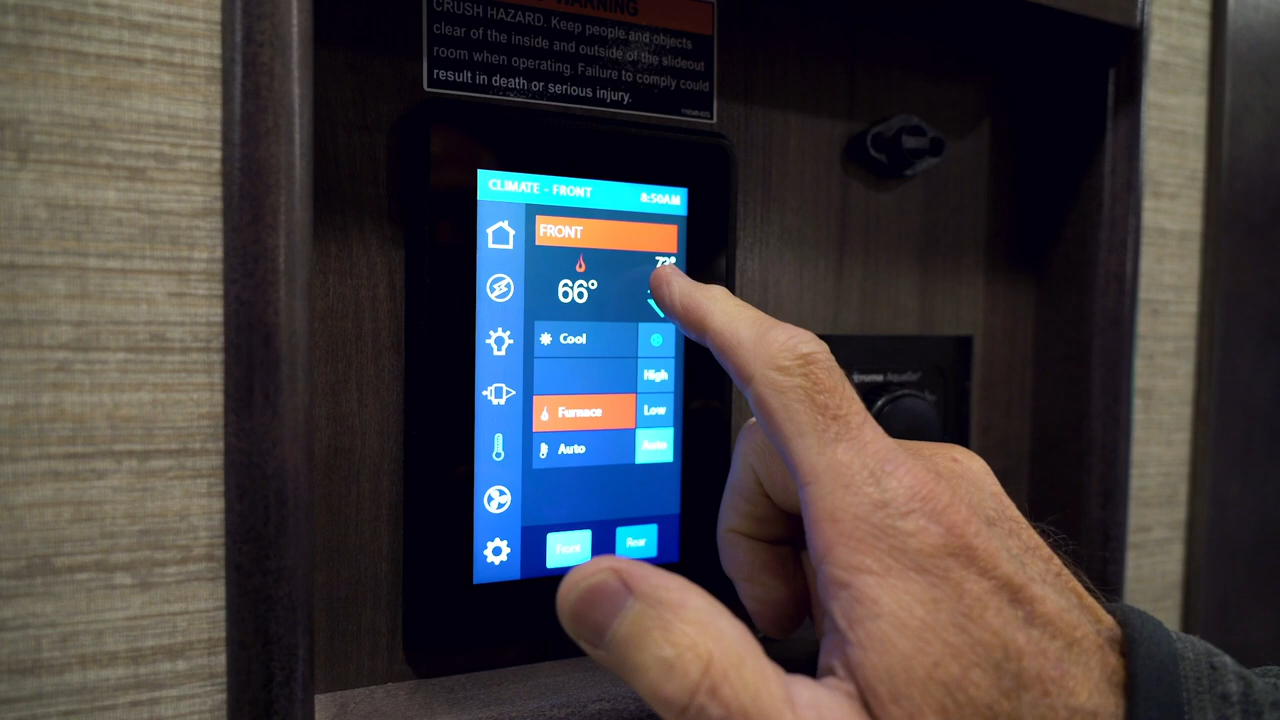 WARNING
CRUSH HAZARD. Keep people and objects
clear of the inside and outside of the slideout
room when operating. Failure to comply could
result in death or serious injury.
CLIMATE - FRONT 8:50AM
FRONT
73°
66°
Cool
High
Furnace Low
Auto Auto
Front Rear